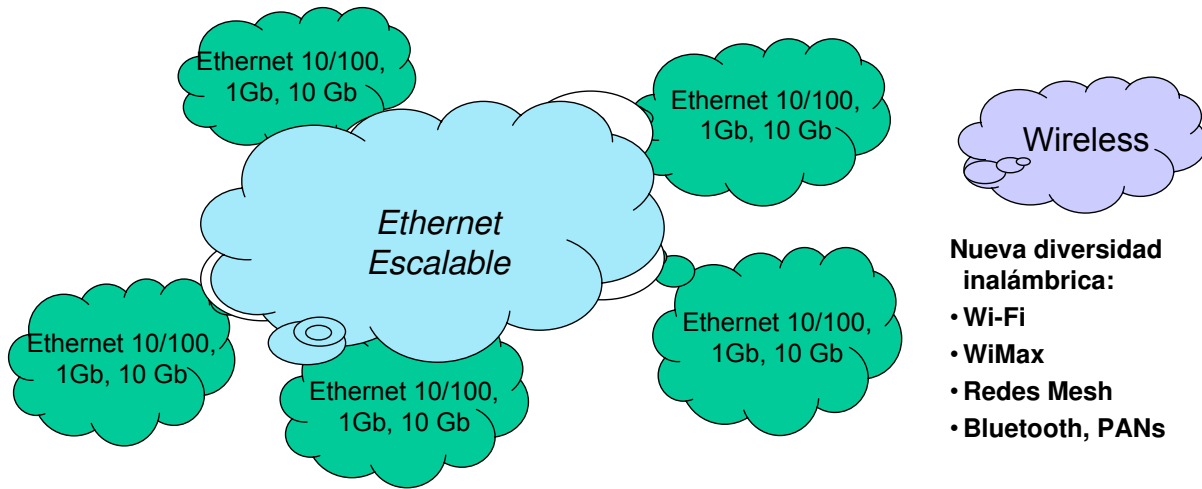 Ethernet 10/100,
1Gb, 10 Gb
Ethernet 10/100,
1Gb, 10 Gb
Wireless
Ethernet
Escalable
Nueva diversidad
inalámbrica:
• Wi-Fi
• WiMax
• Redes Mesh
• Bluetooth, PANs
Ethernet 10/100,
1Gb, 10 Gb
Ethernet 10/100,
1Gb, 10 Gb
Ethernet 10/100,
1Gb, 10 Gb